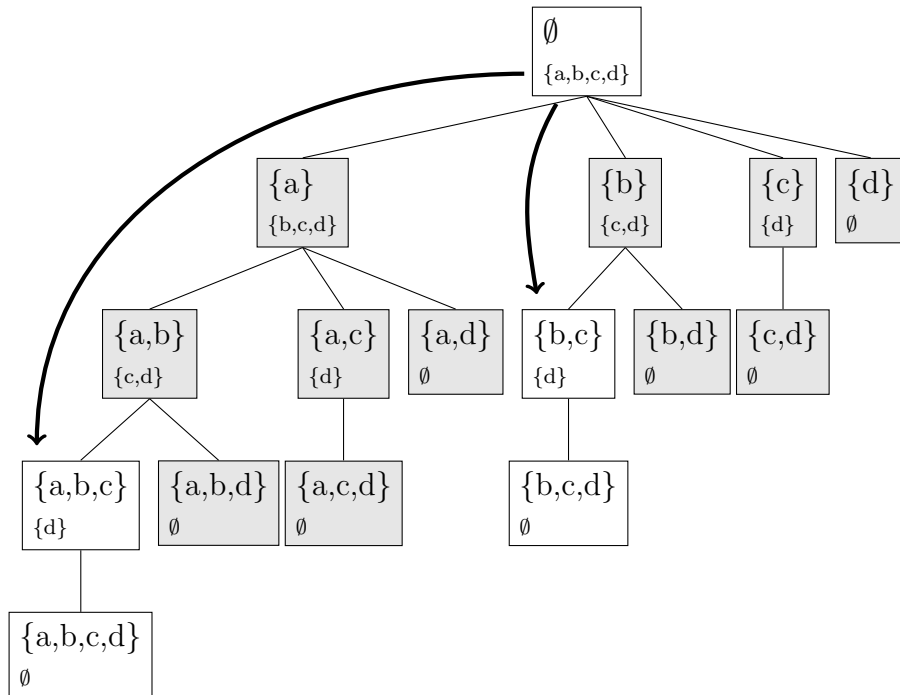 ∅
{a,b,c,d}
{a}
{b,c,d}
{b}
{c,d}
{c}
{d}
{d}
∅
{a,b}
{c,d}
{a,c}
{d}
{a,d}
∅
{b,c}
{d}
{b,d}
∅
{c,d}
∅
{a,b,c}
{d}
{a,b,d}
∅
{a,c,d}
∅
{b,c,d}
∅
{a,b,c,d}
∅